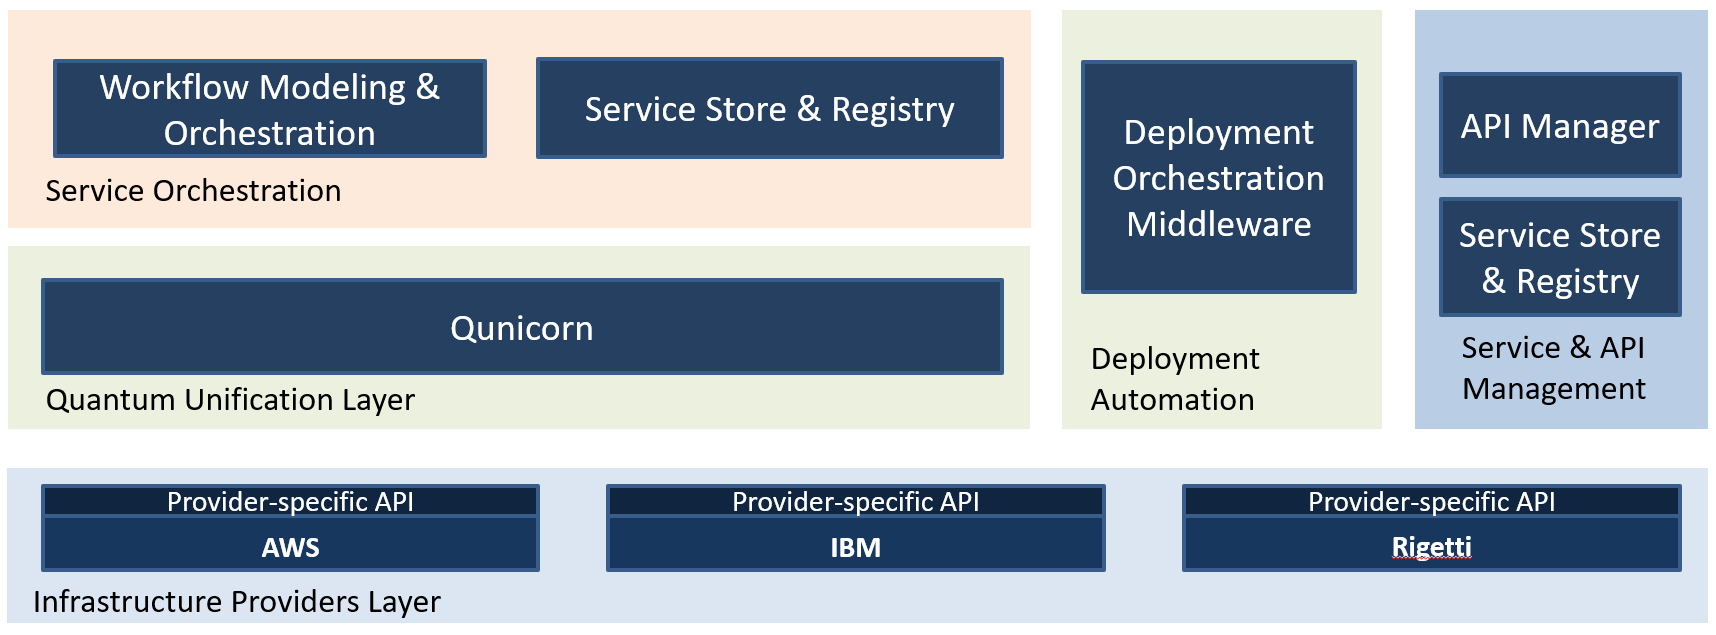 Workflow Modeling &
Orchestration
Service Store & Registry
Service Orchestration
Qunicorn
Quantum Unification Layer
Deployment
Orchestration
Middleware
Deployment
Automation
API Manager
Service Store
& Registry
Service & API
Management
Provider-specific API
AWS
Provider-specific API
IBM
Provider-specific API
Rigetti
Infrastructure Providers Layer